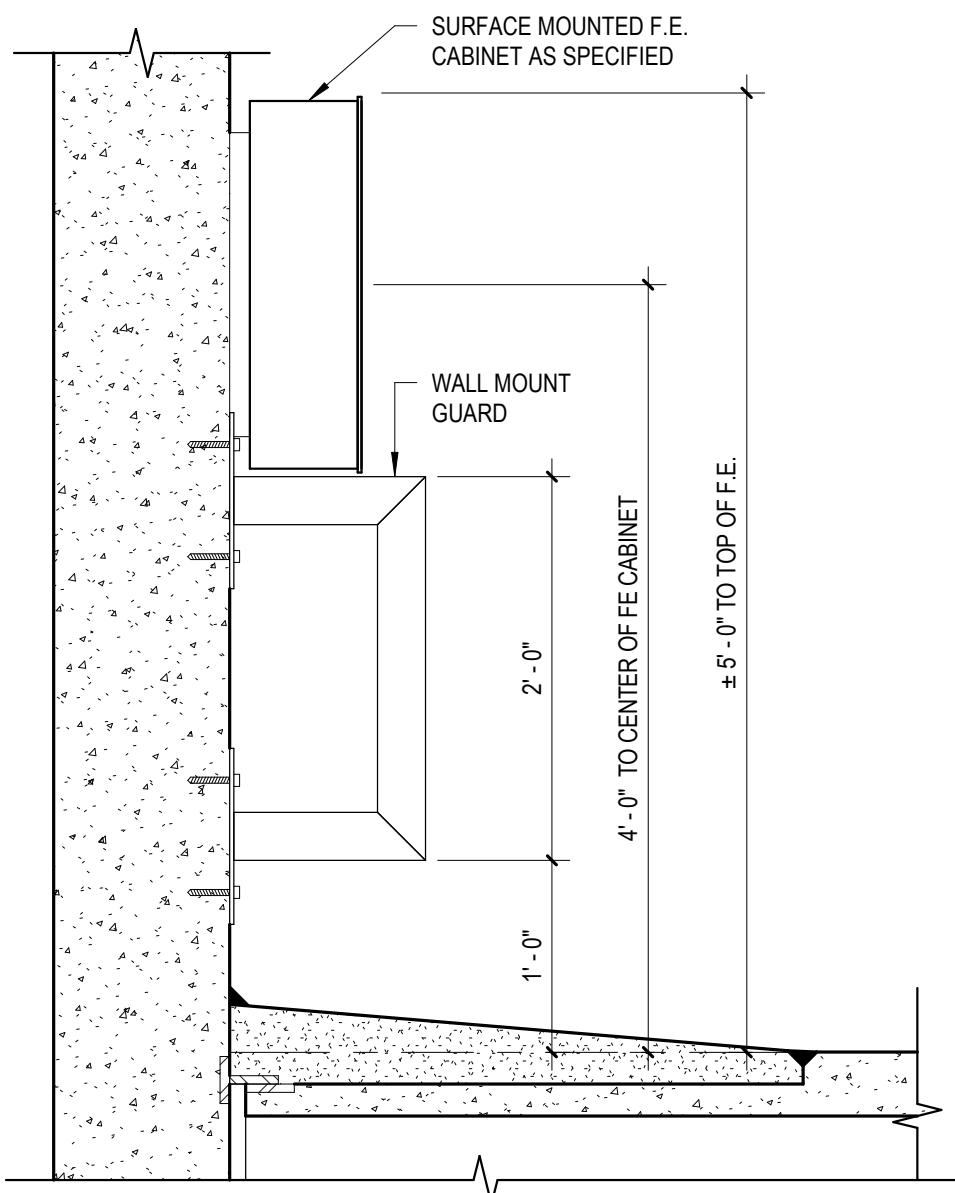 SURFACE MOUNTED F.E.
CABINET AS SPECIFIED
WALL MOUNT
GUARD
2' - 0"
1' - 0"
4' - 0" TO CENTER OF FE CABINET
± 5' - 0" TO TOP OF F.E.